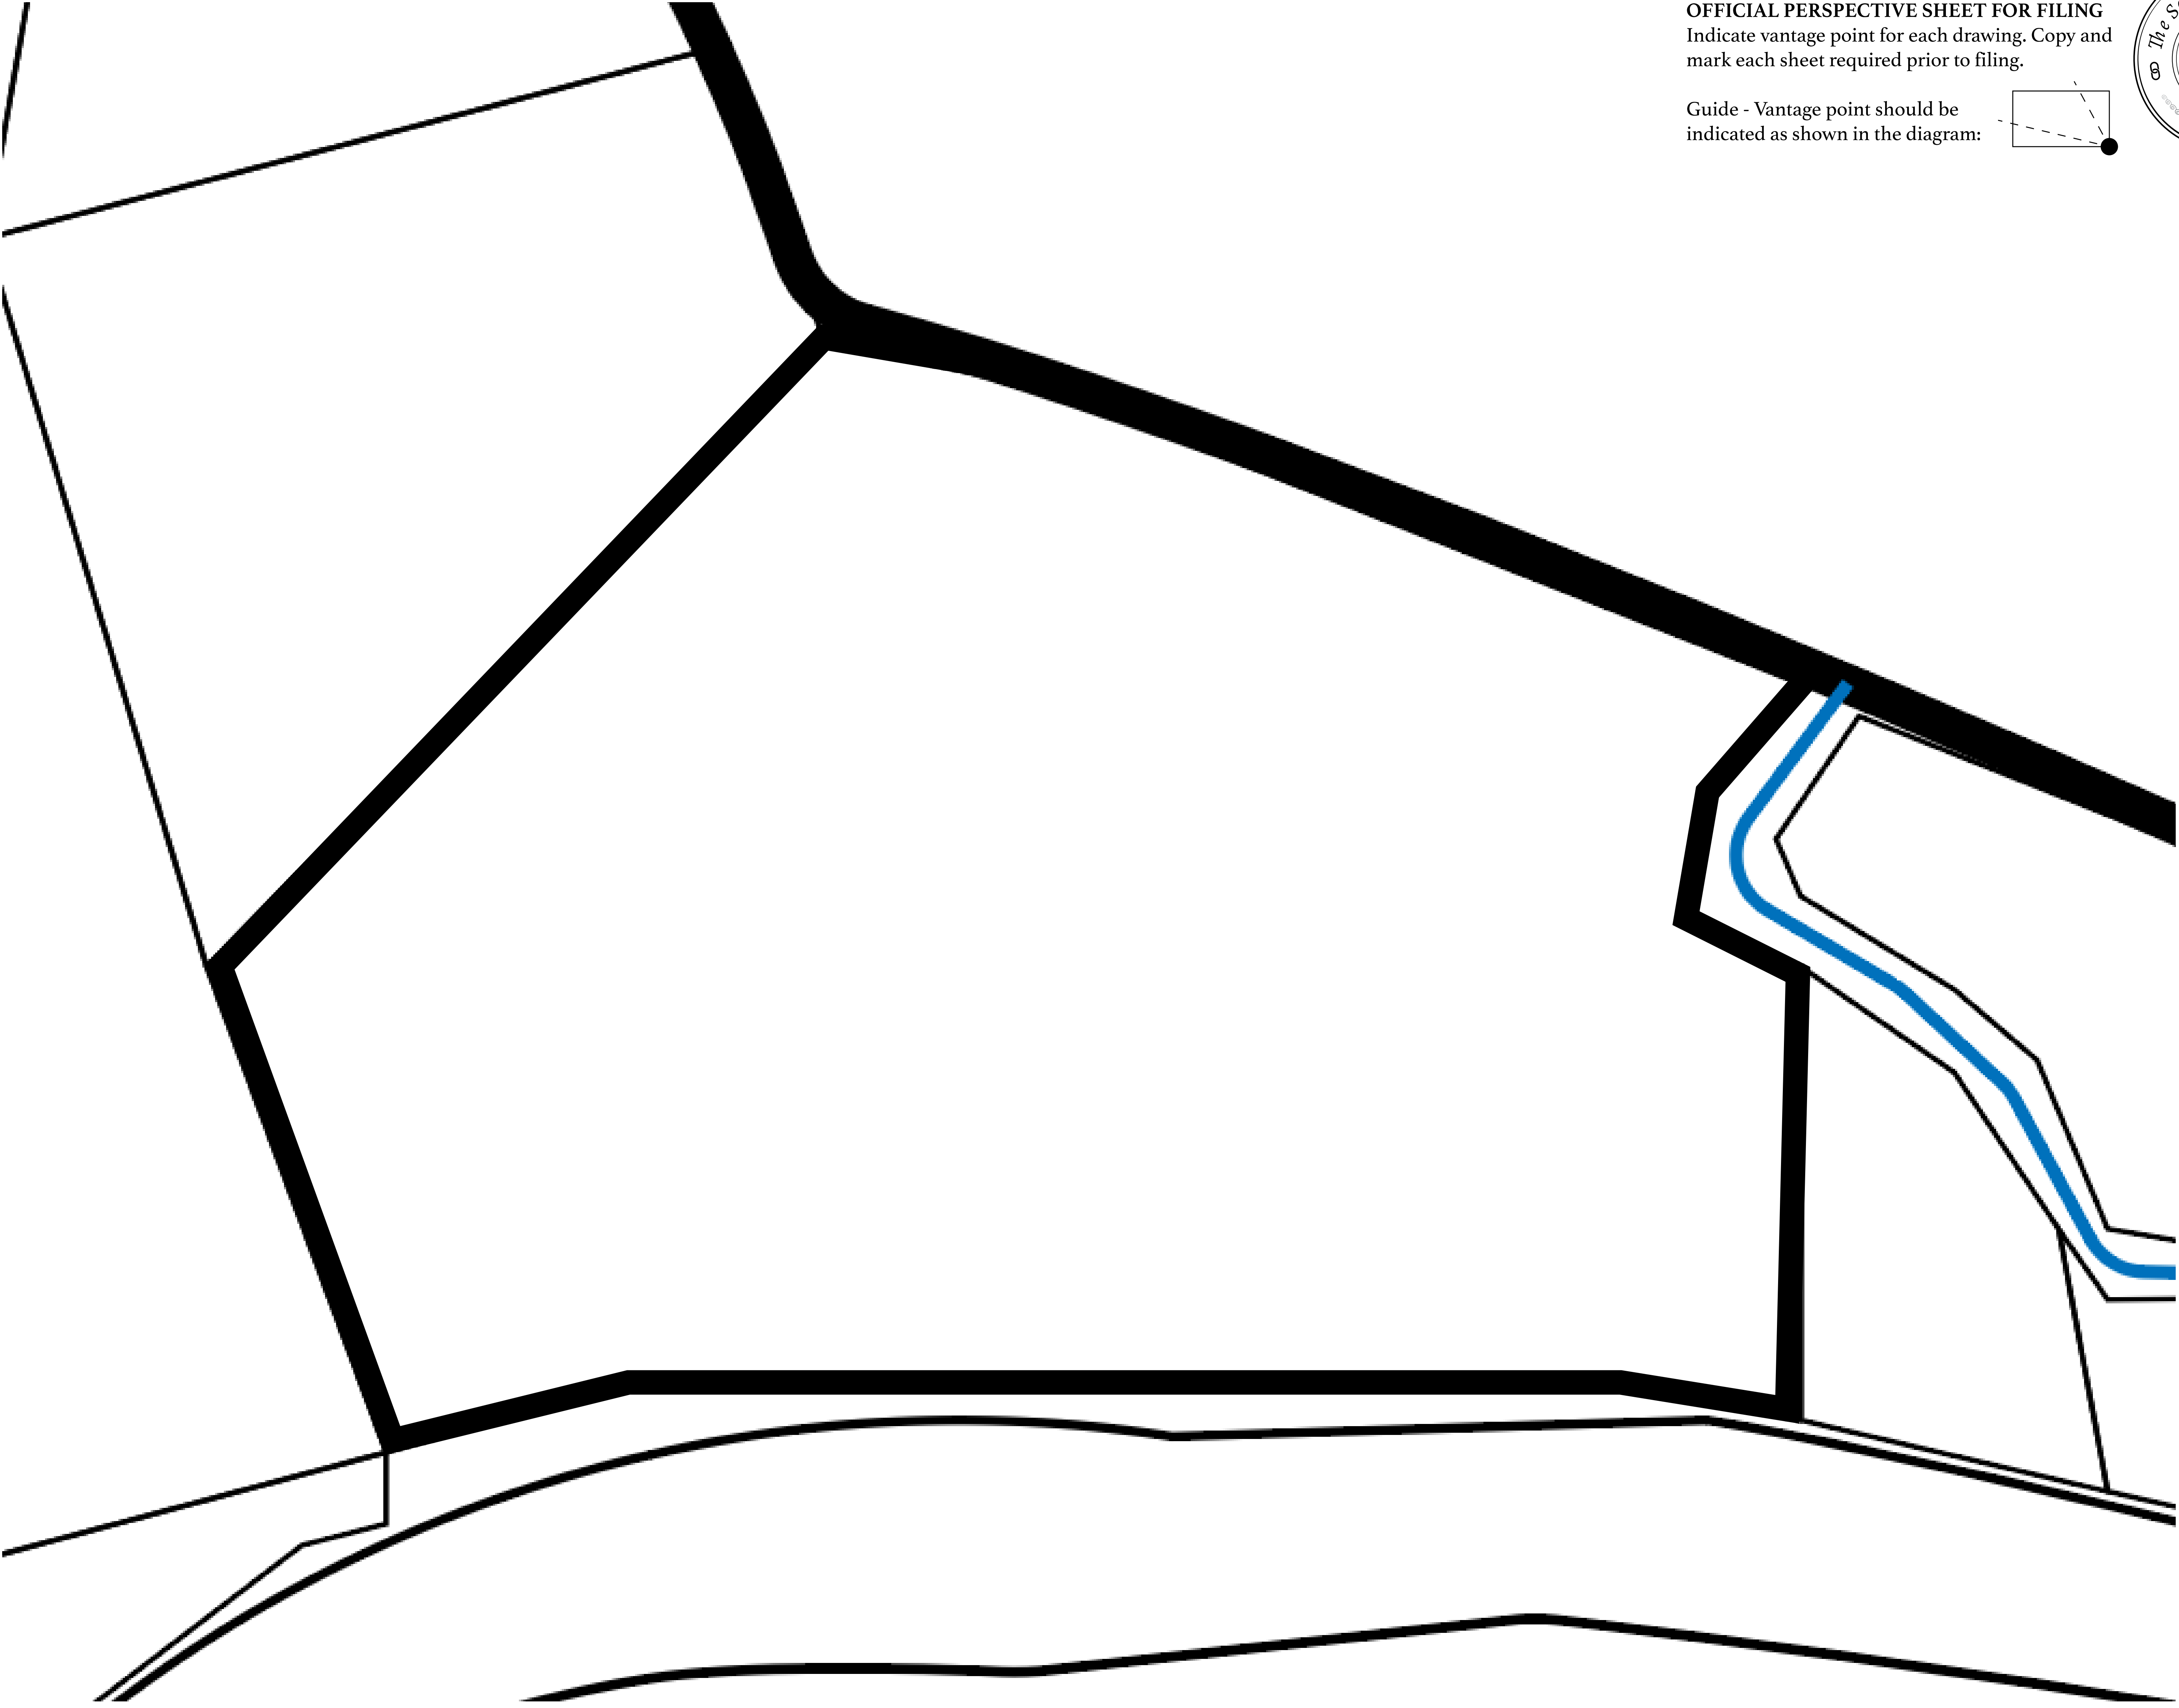 OFFICIAL PERSPECTIVE SHEET FOR FILING
Indicate vantage point for each drawing. Copy and
mark each sheet required prior to filing.
Guide - Vantage point should be
indicated as shown in the diagram:
The